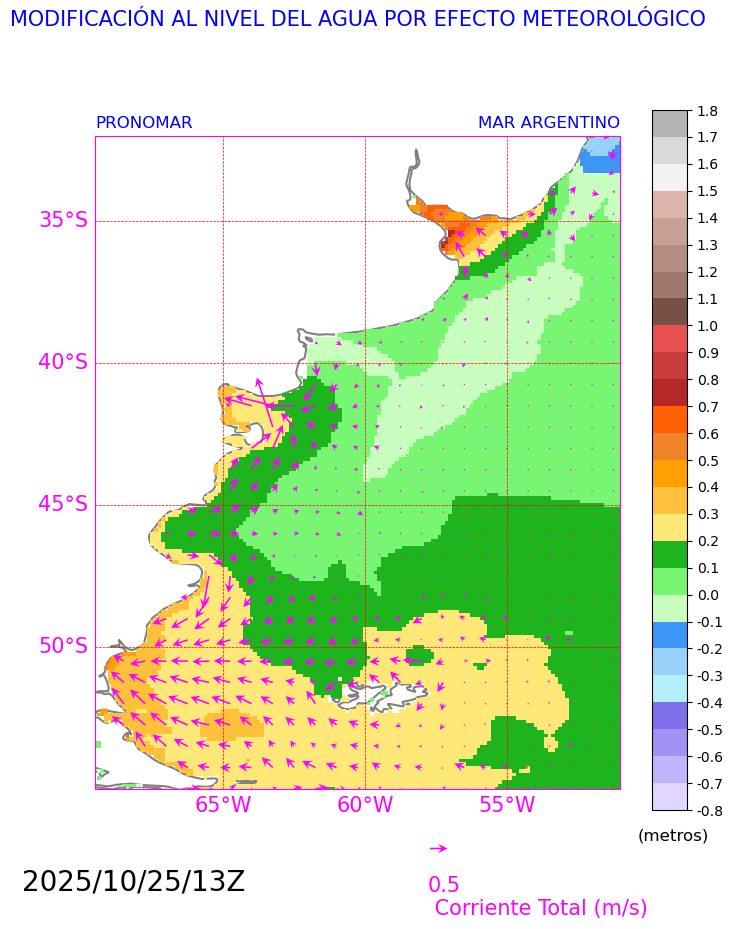 MODIFICACIÓN AL NIVEL DEL AGUA POR EFECTO METEOROLÓGICO
PRONOMAR
MAR ARGENTINO
35°S
40°S
45°S
50°S
65°W
60°W
55°W
1.8
1.7
1.6
1.5
1.4
1.3
1.2
1.1
1.0
0.9
0.8
0.7
0.6
0.5
0.4
0.3
0.2
0.1
0.0
-0.1
-0.2
-0.3
-0.4
-0.5
-0.6
-0.7
-0.8
(metros)
2025/10/25/13Z
0.5
Corriente Total (m/s)